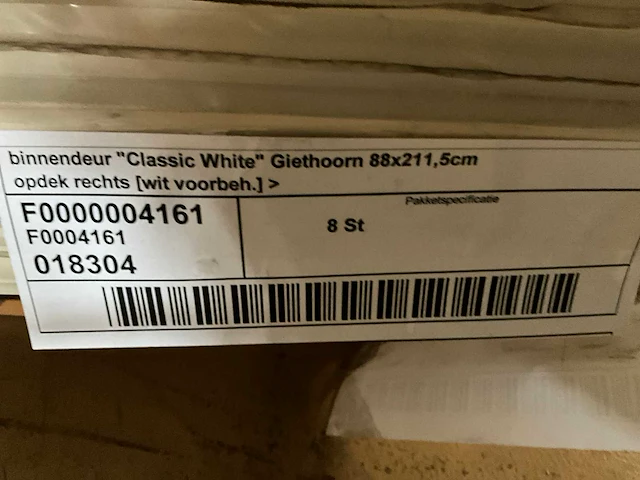 binnendeur "Classic White" Giethoorn 88x211,5cm
opdek rechts [wit voorbeh.] >
F0000004161
F0004161
018304
Pakketspecificatie
8 St